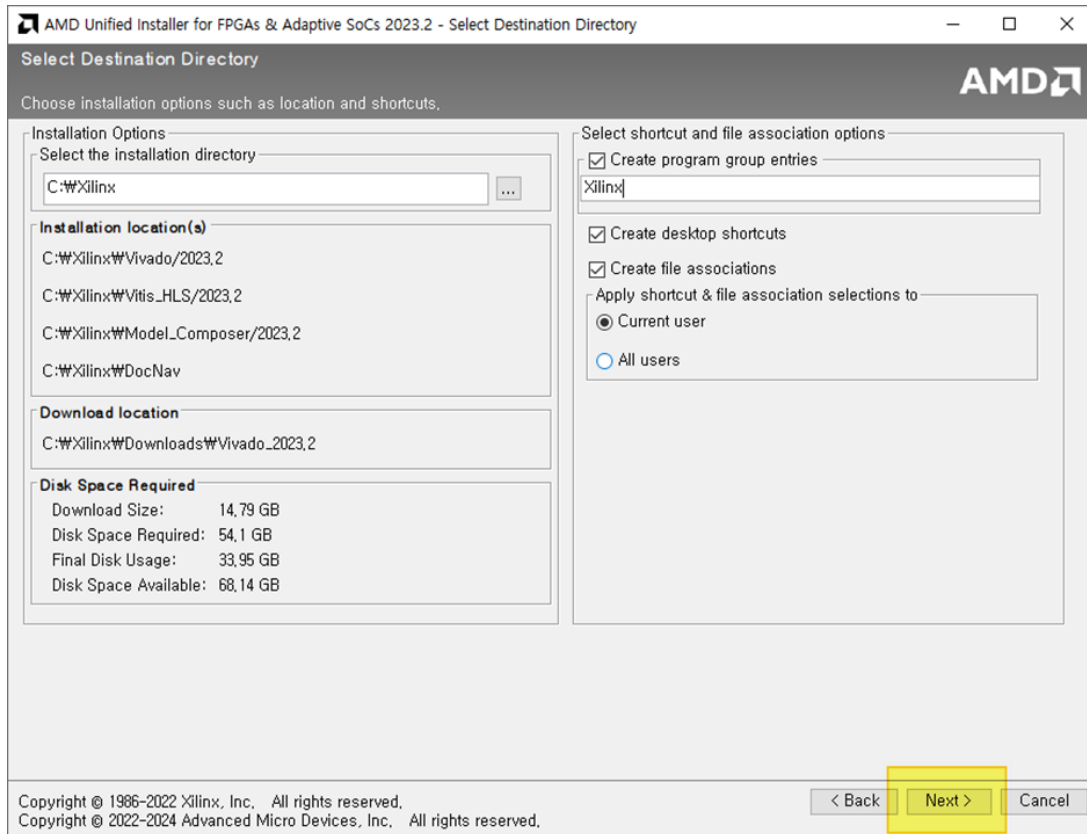 AMD Unified Installer for FPGAs & Adaptive SoCs 2023.2 - Select Destination Directory
Select Destination Directory
AMD
Choose installation options such as location and shortcuts.
Installation Options
Select the installation directory
C:₩Xilinx
...
Installation location(s)
C:₩Xilinx₩Vivado/2023.2
C:₩Xilinx₩Vitis_HLS/2023.2
C:₩Xilinx₩Model_Composer/2023.2
C:₩Xilinx₩DocNav
Download location
C:₩Xilinx₩Downloads₩Vivado_2023.2
Disk Space Required
Download Size: 14.79 GB
Disk Space Required: 54.1 GB
Final Disk Usage: 33.95 GB
Disk Space Available: 68.14 GB
Select shortcut and file association options
Create program group entries
Xilinx
Create desktop shortcuts
Create file associations
Apply shortcut & file association selections to
Current user
All users
Copyright © 1986-2022 Xilinx, Inc. All rights reserved.
Copyright © 2022-2024 Advanced Micro Devices, Inc. All rights reserved.
< Back
Next >
Cancel